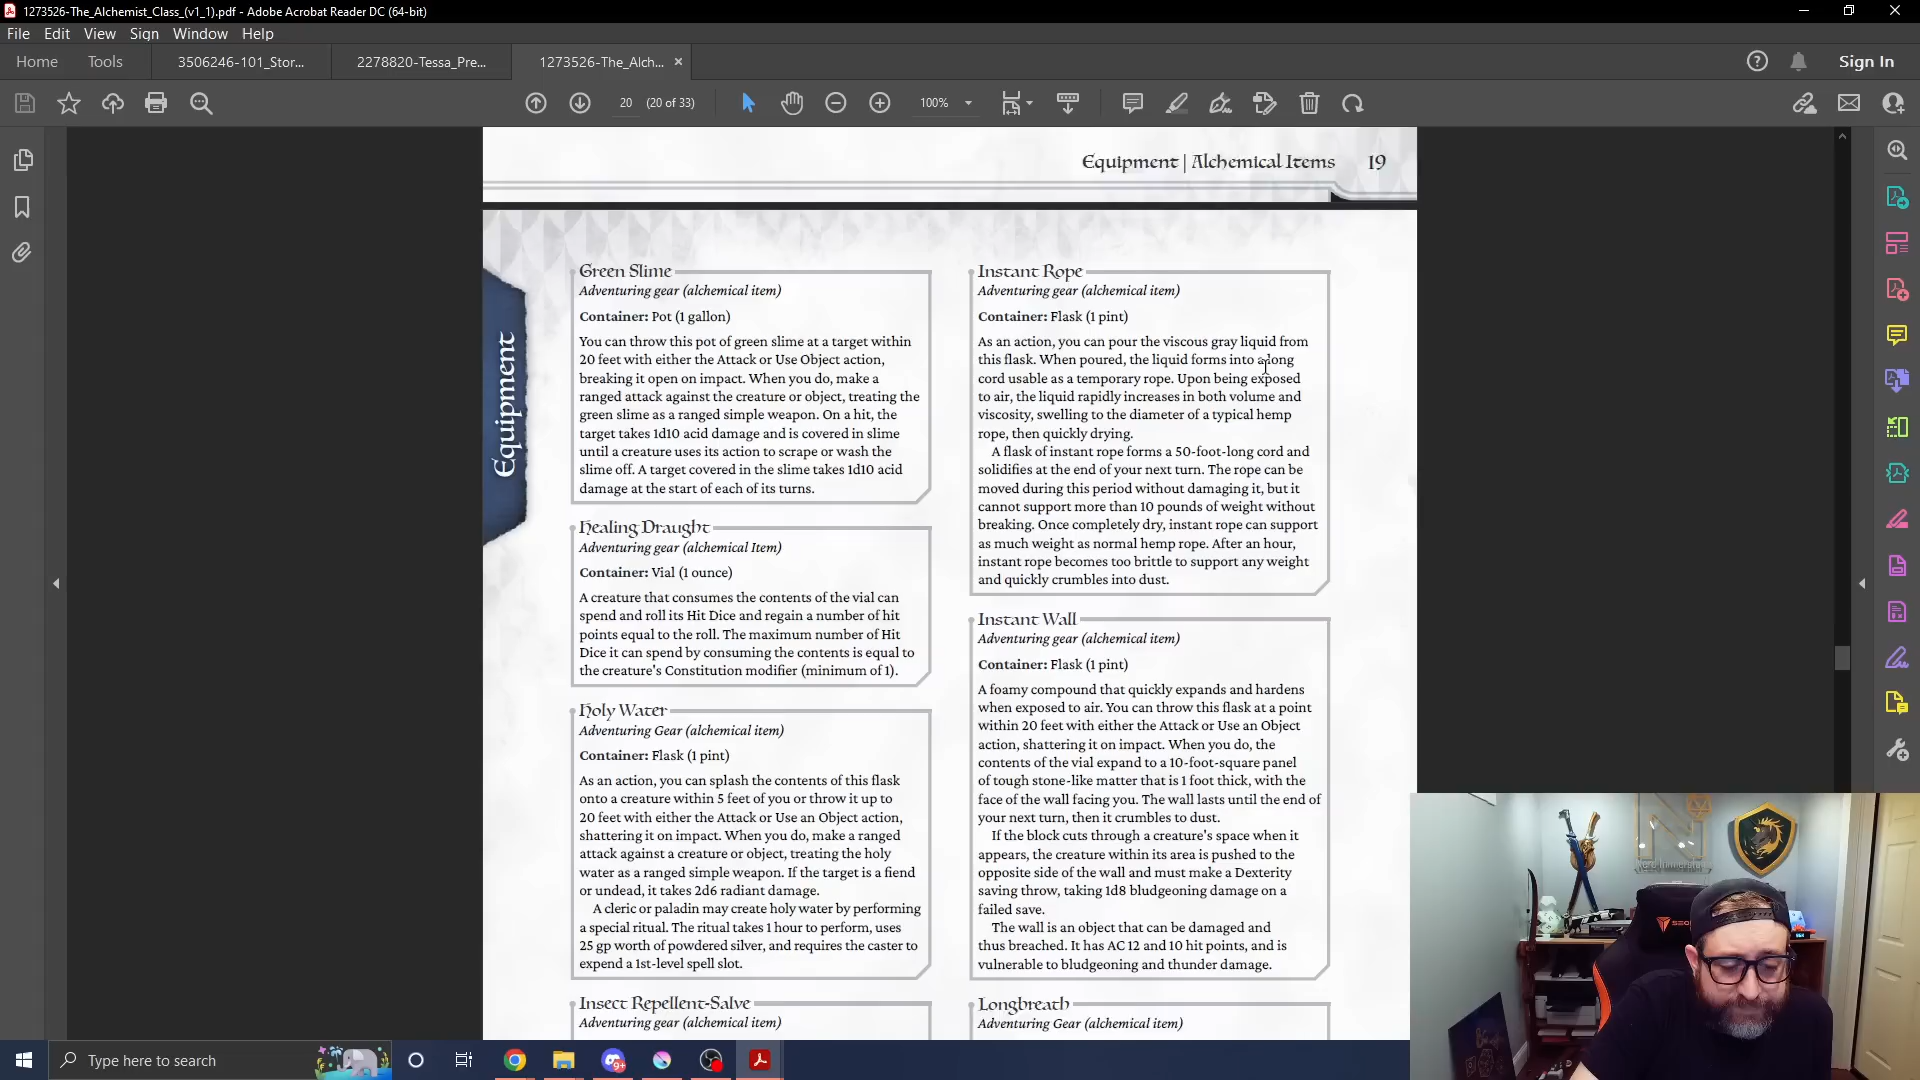 1273526-The_Alchemist_Class_(v1_1).pdf - Adobe Acrobat Reader DC (64-bit)
File Edit View Sign Window Help
Home Tools 3506246-101_Stor... 2278820-Tessa_Pre... 1273526-The_Alch... × Sign In
20 (20 of 33) 100%
Equipment | Alchemical Items 19
Equipment
Green Slime
Adventuring gear (alchemical item)
Container: Pot (1 gallon)
You can throw this pot of green slime at a target within
20 feet with either the Attack or Use Object action,
breaking it open on impact. When you do, make a
ranged attack against the creature or object, treating the
green slime as a ranged simple weapon. On a hit, the
target takes 1d10 acid damage and is covered in slime
until a creature uses its action to scrape or wash the
slime off. A target covered in the slime takes 1d10 acid
damage at the start of each of its turns.
Healing Draught
Adventuring gear (alchemical Item)
Container: Vial (1 ounce)
A creature that consumes the contents of the vial can
spend and roll its Hit Dice and regain a number of hit
points equal to the roll. The maximum number of Hit
Dice it can spend by consuming the contents is equal to
the creature's Constitution modifier (minimum of 1).
Holy Water
Adventuring Gear (alchemical item)
Container: Flask (1 pint)
As an action, you can splash the contents of this flask
onto a creature within 5 feet of you or throw it up to
20 feet with either the Attack or Use an Object action,
shattering it on impact. When you do, make a ranged
attack against a creature or object, treating the holy
water as a ranged simple weapon. If the target is a fiend
or undead, it takes 2d6 radiant damage.
A cleric or paladin may create holy water by performing
a special ritual. The ritual takes 1 hour to perform, uses
25 gp worth of powdered silver, and requires the caster to
expend a 1st-level spell slot.
Insect Repellent-Salve
Adventuring gear (alchemical item)
Instant Rope
Adventuring gear (alchemical item)
Container: Flask (1 pint)
As an action, you can pour the viscous gray liquid from
this flask. When poured, the liquid forms into a long
cord usable as a temporary rope. Upon being exposed
to air, the liquid rapidly increases in both volume and
viscosity, swelling to the diameter of a typical hemp
rope, then quickly drying.
A flask of instant rope forms a 50-foot-long cord and
solidifies at the end of your next turn. The rope can be
moved during this period without damaging it, but it
cannot support more than 10 pounds of weight without
breaking. Once completely dry, instant rope can support
as much weight as normal hemp rope. After an hour,
instant rope becomes too brittle to support any weight
and quickly crumbles into dust.
Instant Wall
Adventuring gear (alchemical item)
Container: Flask (1 pint)
A foamy compound that quickly expands and hardens
when exposed to air. You can throw this flask at a point
within 20 feet with either the Attack or Use an Object
action, shattering it on impact. When you do, the
contents of the vial expand to a 10-foot-square panel
of tough stone-like matter that is 1 foot thick, with the
face of the wall facing you. The wall lasts until the end of
your next turn, then it crumbles to dust.
If the block cuts through a creature's space when it
appears, the creature within its area is pushed to the
opposite side of the wall and must make a Dexterity
saving throw, taking 1d8 bludgeoning damage on a
failed save.
The wall is an object that can be damaged and
thus breached. It has AC 12 and 10 hit points, and is
vulnerable to bludgeoning and thunder damage.
Longbreath
Adventuring Gear (alchemical item)
Type here to search
9+